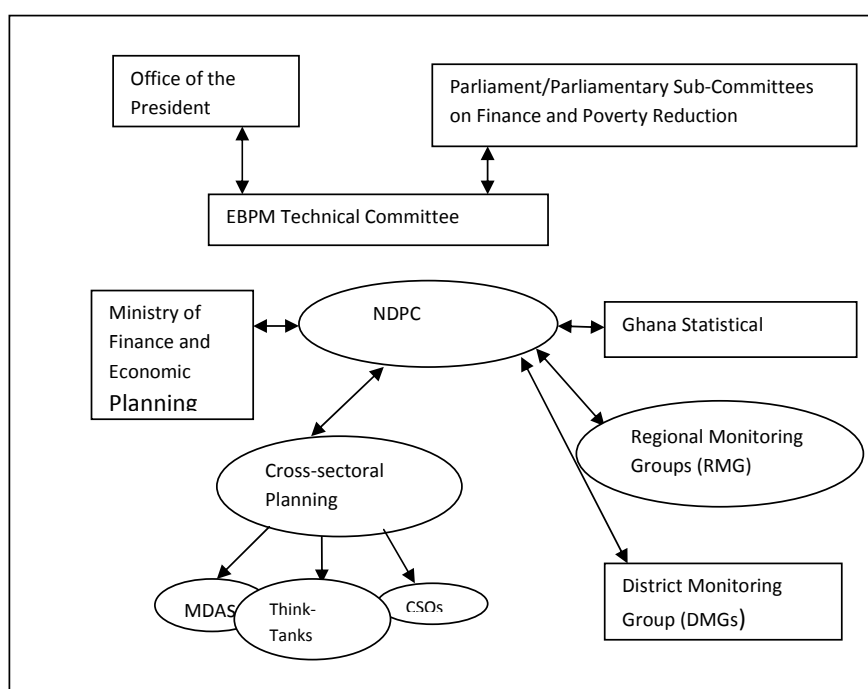 Office of the
President
Parliament/Parliamentary Sub-Committees
on Finance and Poverty Reduction
EBPM Technical Committee
Ministry of
Finance and
Economic
Planning
NDPC
Ghana Statistical
Regional Monitoring
Groups (RMG)
Cross-sectoral
Planning
MDAS
Think-
Tanks
CSOs
District Monitoring
Group (DMGs)